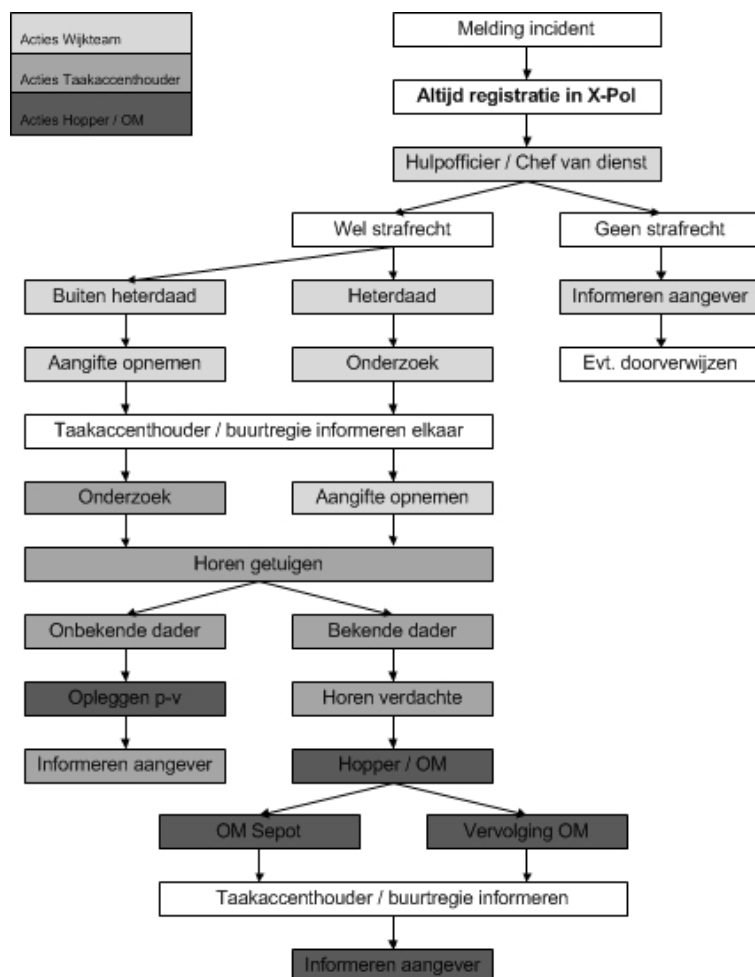 Acties Wijkteam
Acties Taakaccenthouder
Acties Hopper / OM
Melding incident
Altijd registratie in X-Pol
Hulpofficier / Chef van dienst
Wel strafrecht
Geen strafrecht
Buiten heterdaad
Heterdaad
Informeren aangever
Aangifte opnemen
Onderzoek
Evt. doorverwijzen
Taakaccenthouder / buurtregie informeren elkaar
Onderzoek
Aangifte opnemen
Horen getuigen
Onbekende dader
Bekende dader
Opleggen p-v
Horen verdachte
Informeren aangever
Hopper / OM
OM Sepot
Vervolging OM
Taakaccenthouder / buurtregie informeren
Informeren aangever